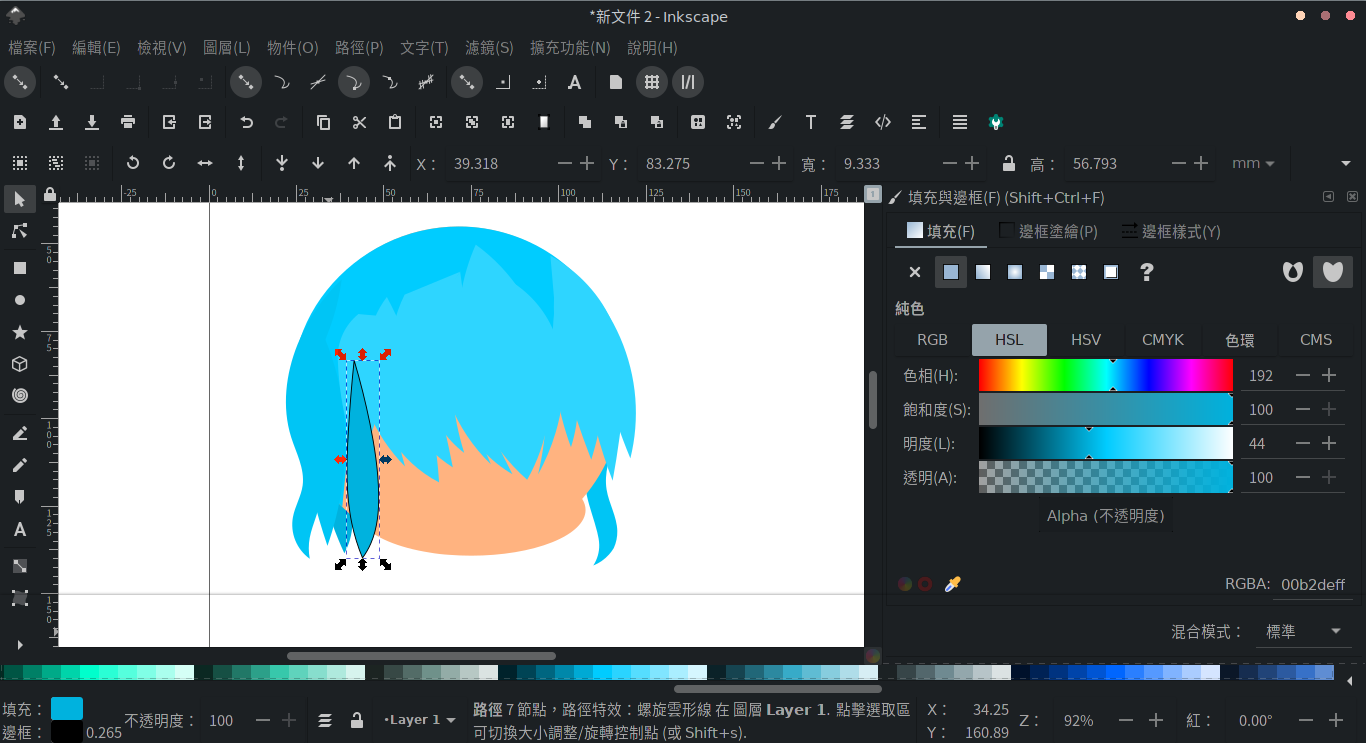 *新文件 2 - Inkscape
檔案(F) 編輯(E) 檢視(V) 圖層(L) 物件(O) 路徑(P) 文字(T) 濾鏡(S) 擴充功能(N) 說明(H)
X： 39.318 Y： 83.275 寬： 9.333 高： 56.793 mm
-25 0 25 50 75 100 125 150 175 1
填充與邊框(F) (Shift+Ctrl+F)
填充(F) 邊框塗繪(P) 邊框樣式(Y)
純色
RGB HSL HSV CMYK 色環 CMS
色相(H): 192
飽和度(S): 100
明度(L): 44
透明(A): 100
Alpha (不透明度)
RGBA: 00b2deff
混合模式： 標準
50
75
100
125
150
填充： 不透明度： 100 •Layer 1
邊框： 0.265
路徑 7 節點，路徑特效：螺旋雲形線 在 圖層 Layer 1. 點擊選取區
可切換大小調整/旋轉控制點 (或 Shift+s).
X： 34.25
Y： 160.89
Z： 92% 紅： 0.00°